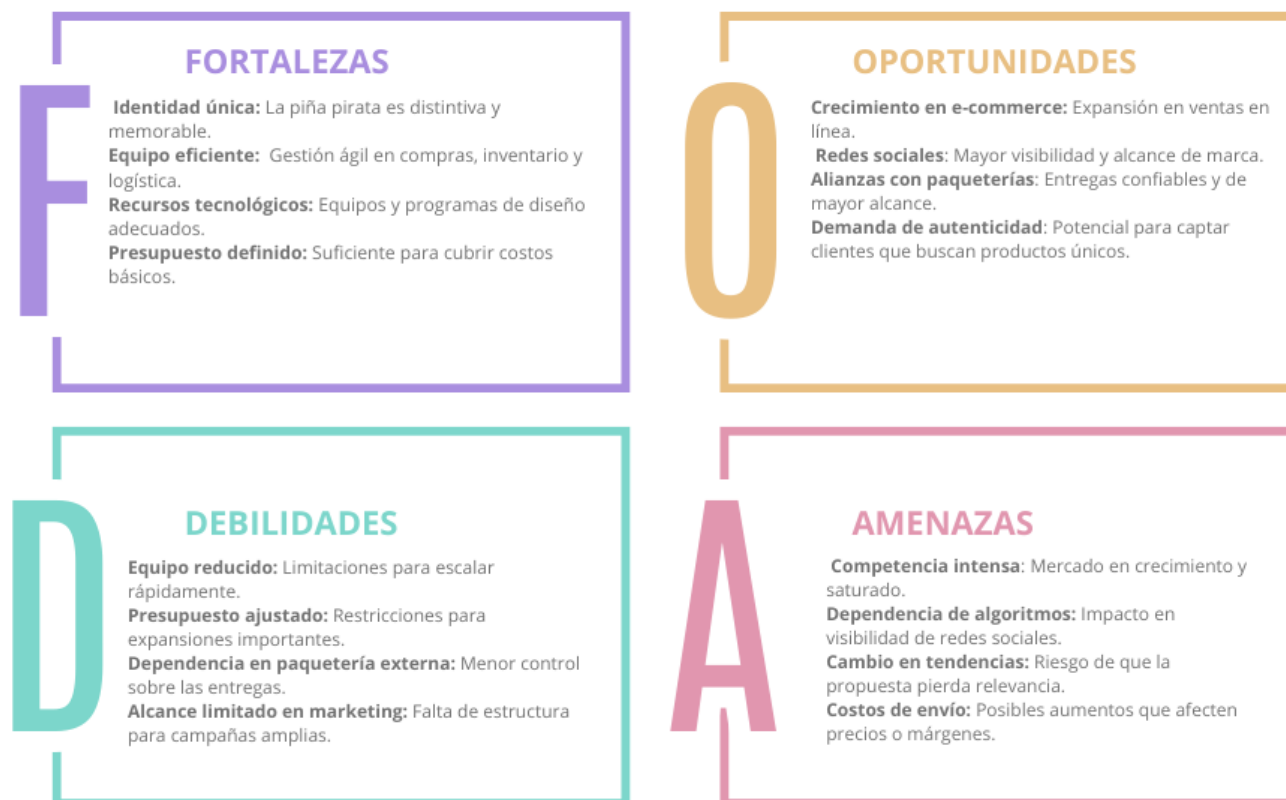 FORTALEZAS
F
Identidad única: La piña pirata es distintiva y
memorable.
Equipo eficiente: Gestión ágil en compras, inventario y
logística.
Recursos tecnológicos: Equipos y programas de diseño
adecuados.
Presupuesto definido: Suficiente para cubrir costos
básicos.
OPORTUNIDADES
O
Crecimiento en e-commerce: Expansión en ventas en
línea.
Redes sociales: Mayor visibilidad y alcance de marca.
Alianzas con paqueterías: Entregas confiables y de
mayor alcance.
Demanda de autenticidad: Potencial para captar
clientes que buscan productos únicos.
DEBILIDADES
D
Equipo reducido: Limitaciones para escalar
rápidamente.
Presupuesto ajustado: Restricciones para
expansiones importantes.
Dependencia en paquetería externa: Menor control
sobre las entregas.
Alcance limitado en marketing: Falta de estructura
para campañas amplias.
AMENAZAS
A
Competencia intensa: Mercado en crecimiento y
saturado.
Dependencia de algoritmos: Impacto en
visibilidad de redes sociales.
Cambio en tendencias: Riesgo de que la
propuesta pierda relevancia.
Costos de envío: Posibles aumentos que afecten
precios o márgenes.